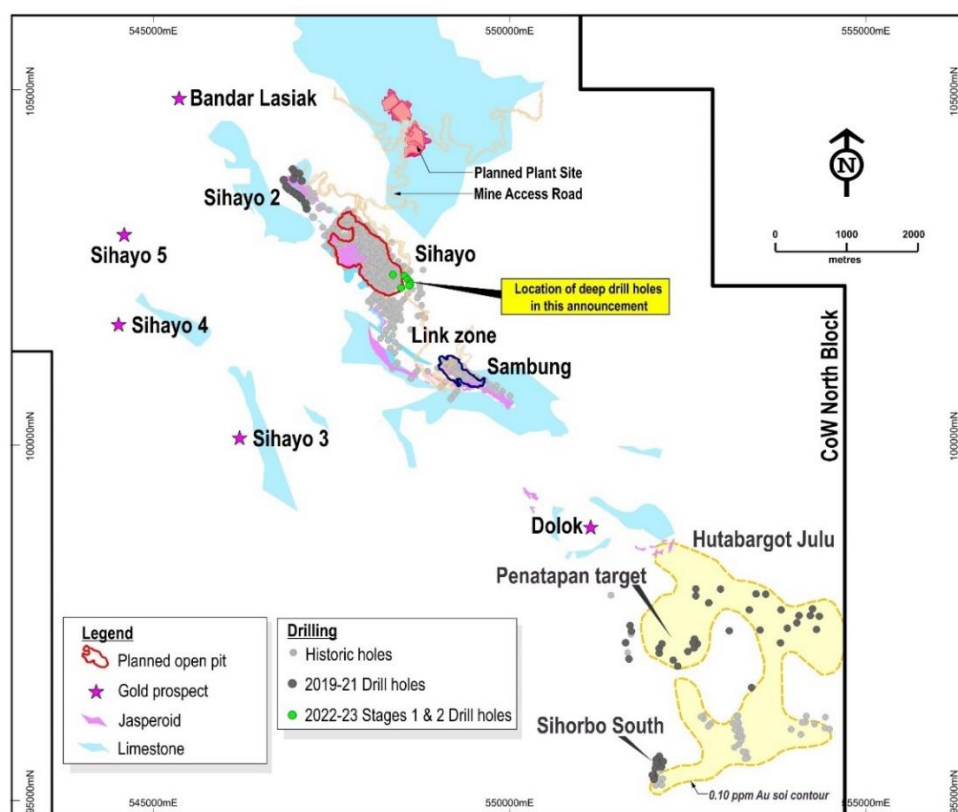 545000mE
550000mE
555000mE
105000mN
105000mN
Bandar Lasiak
Planned Plant Site
Mine Access Road
N
0 1000 2000
metres
Sihayo 2
Sihayo
Sihayo 5
Location of deep drill holes
in this announcement
Sihayo 4
Link zone
Sambung
CoW North Block
Sihayo 3
100000mN
100000mN
Dolok
Hutabargot Julu
Penatapan target
Sihorbo South
0.10 ppm Au soi contour
Legend
Planned open pit
Gold prospect
Jasperoid
Limestone
Drilling
Historic holes
2019-21 Drill holes
2022-23 Stages 1 & 2 Drill holes
95000mN
95000mN
545000mE
550000mE
555000mE